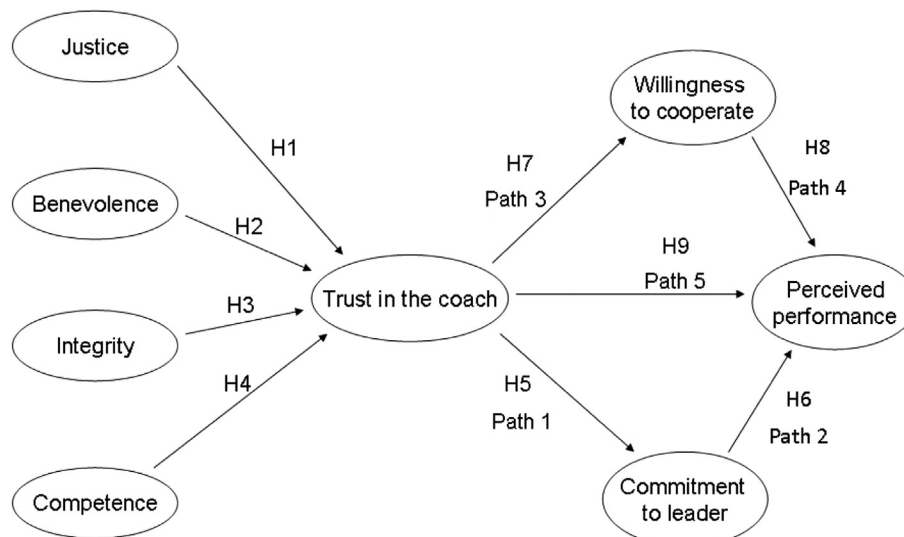 Justice
Willingness
to cooperate
H1
H7
Path 3
H8
Path 4
Benevolence
H2
H9
Path 5
Trust in the coach
Perceived
performance
H3
Integrity
H4
H5
Path 1
H6
Path 2
Competence
Commitment
to leader